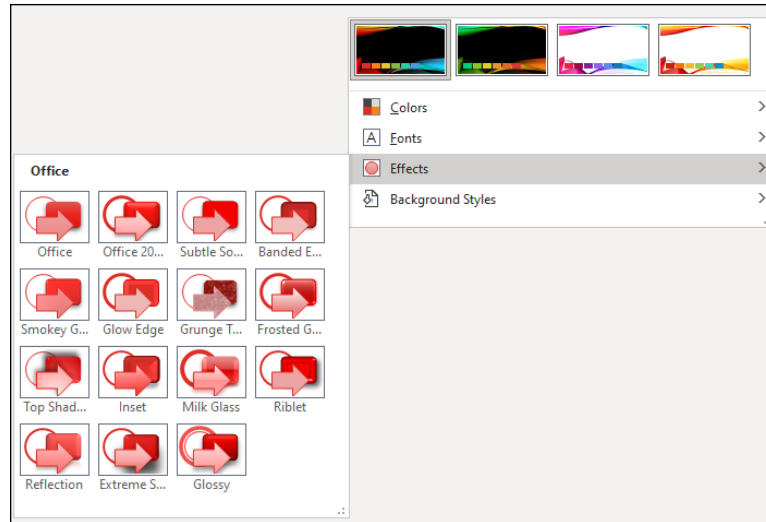 Colors
Fonts
Effects
Background Styles
Office
Office Office 20... Subtle So... Banded E...
Smokey G... Glow Edge Grunge T... Frosted G...
Top Shad... Inset Milk Glass Riblet
Reflection Extreme S... Glossy